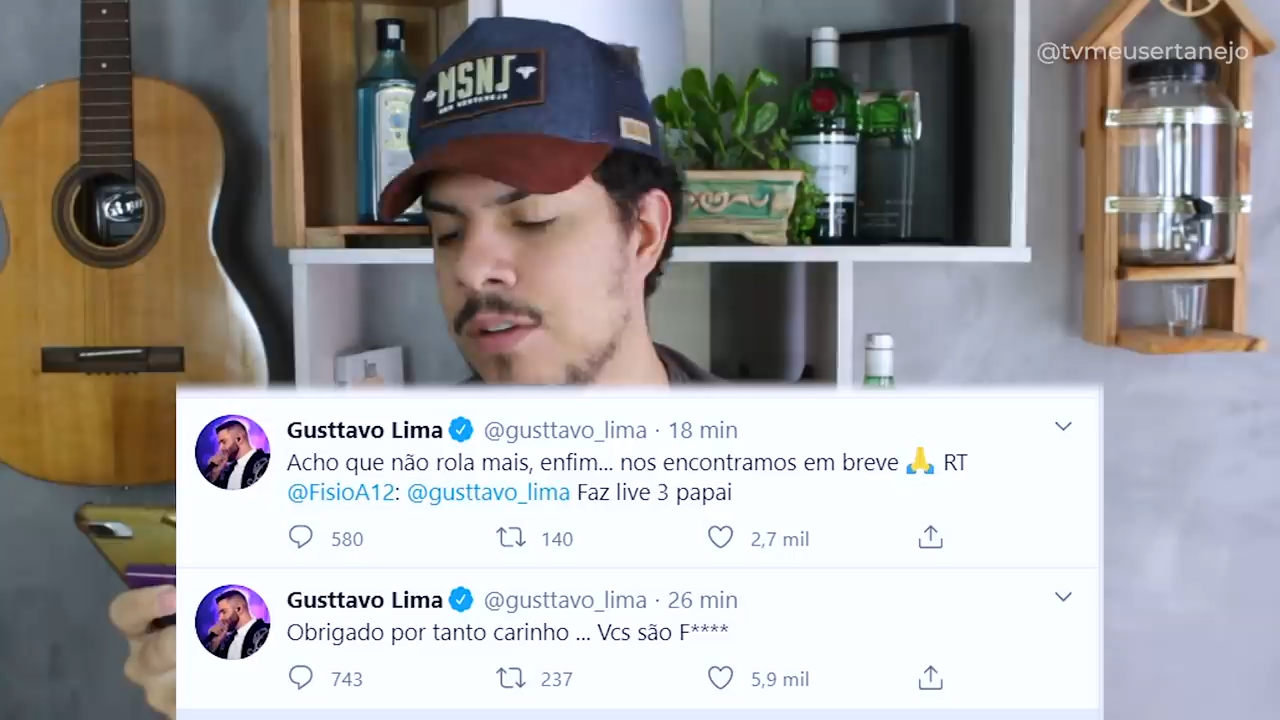 @tvmeusertanejo
MSNJ
Gusttavo Lima @gusttavo_lima · 18 min
Acho que não rola mais, enfim... nos encontramos em breve 🙏 RT
@FisioA12: @gusttavo_lima Faz live 3 papai
580 140 2,7 mil
Gusttavo Lima @gusttavo_lima · 26 min
Obrigado por tanto carinho ... Vcs são F****
743 237 5,9 mil